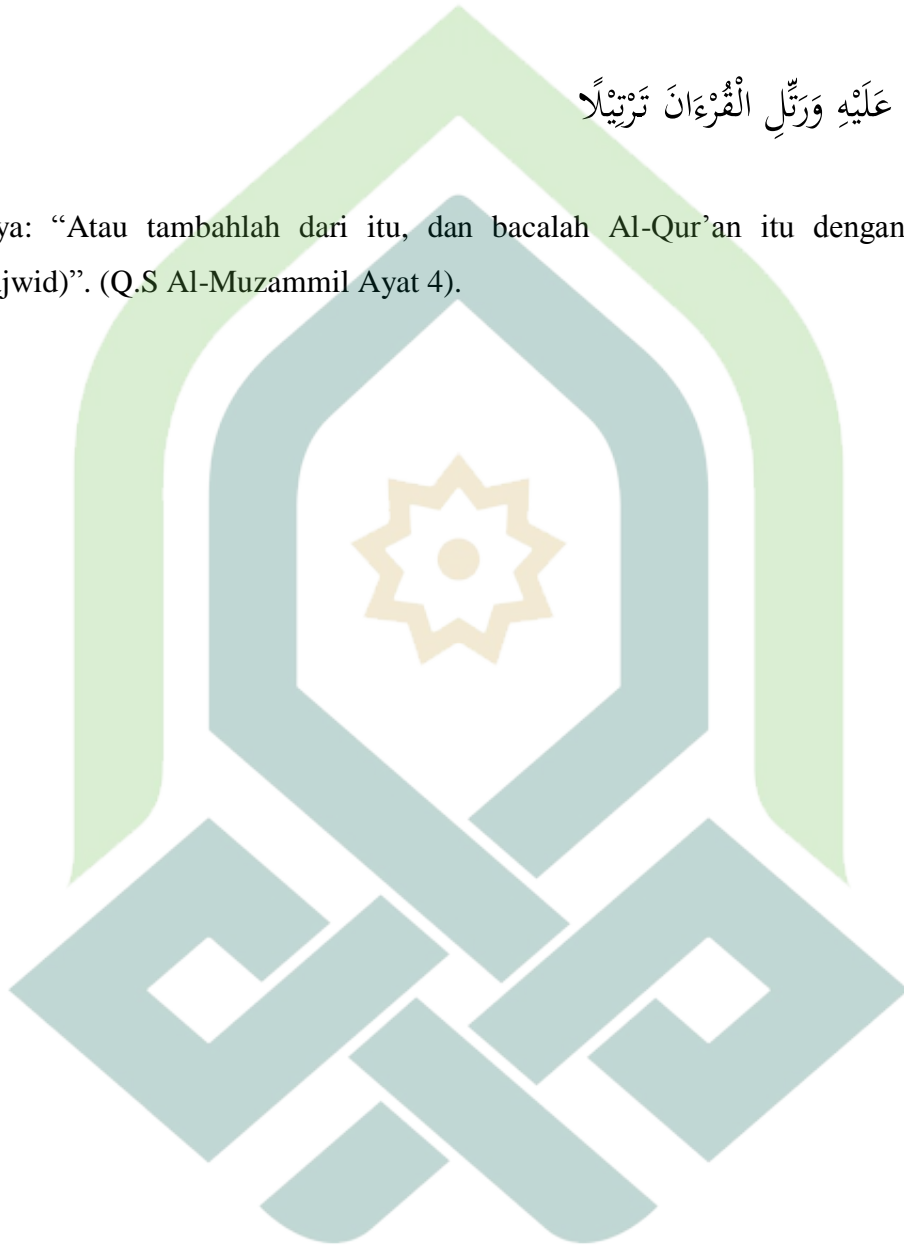 عَلَيْهِ وَرَتِّلِ الْقُرْءَانَ تَرْتِيْلًا
ya: “Atau tambahlah dari itu, dan bacalah Al-Qur’an itu dengan
jwid)”. (Q.S Al-Muzammil Ayat 4).